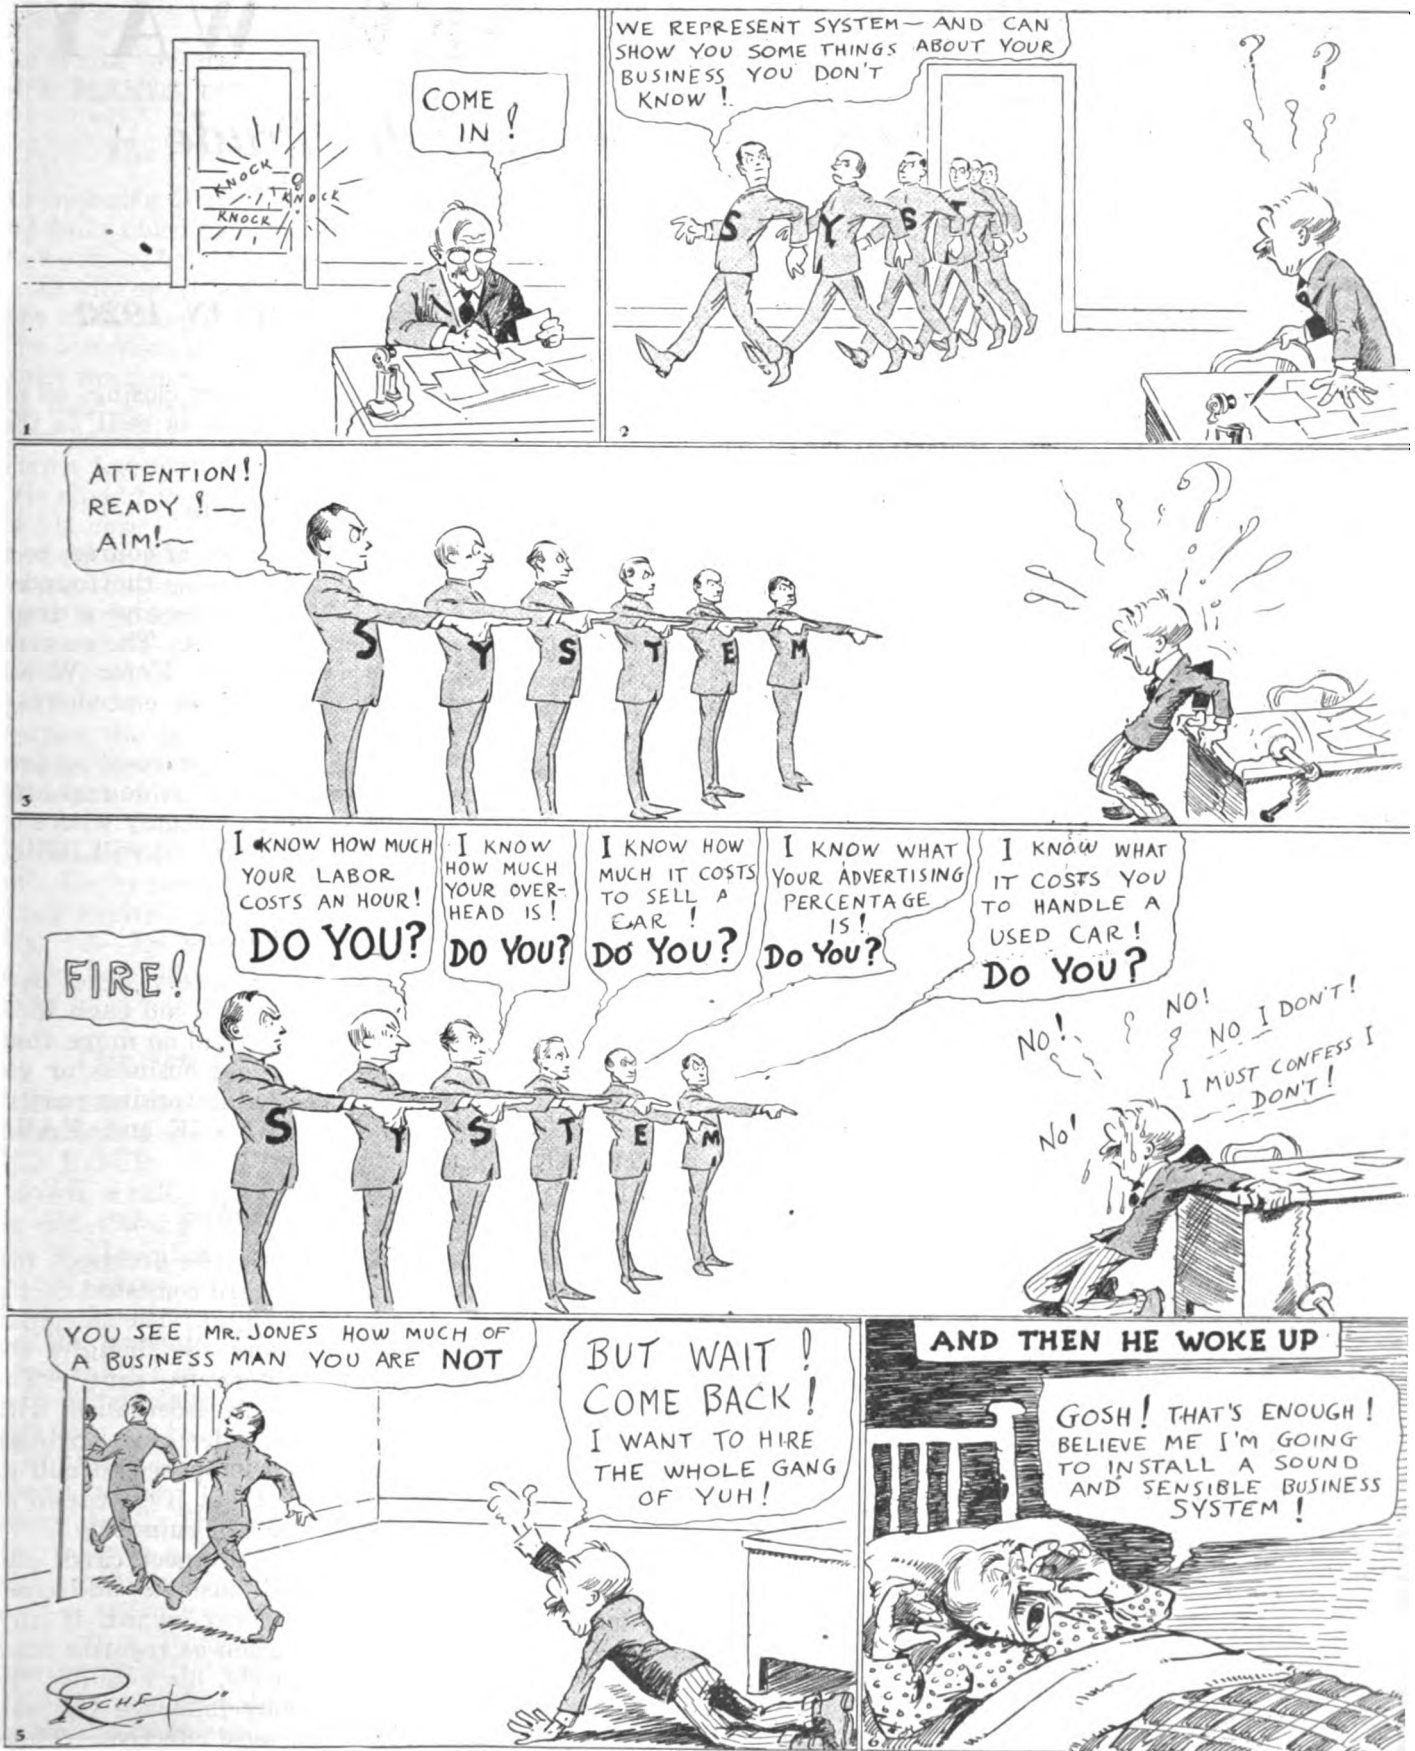 KNOCK
KNOCK
KNOCK
COME
IN!
1
WE REPRESENT SYSTEM — AND CAN
SHOW YOU SOME THINGS ABOUT YOUR
BUSINESS YOU DON'T
KNOW!
S Y S T
2
ATTENTION!
READY! —
AIM! —
S Y S T E M
3
FIRE!
I KNOW HOW MUCH
YOUR LABOR
COSTS AN HOUR!
DO YOU?
I KNOW
HOW MUCH
YOUR OVER-
HEAD IS!
DO YOU?
I KNOW HOW
MUCH IT COSTS
TO SELL A
CAR!
DO YOU?
I KNOW WHAT
YOUR ADVERTISING
PERCENTAGE
IS!
DO YOU?
I KNOW WHAT
IT COSTS YOU
TO HANDLE A
USED CAR!
DO YOU?
S Y S T E M
NO!
NO!
NO!
NO I DON'T!
I MUST CONFESS I
DON'T!
YOU SEE MR. JONES HOW MUCH OF
A BUSINESS MAN YOU ARE NOT
BUT WAIT!
COME BACK!
I WANT TO HIRE
THE WHOLE GANG
OF YUH!
ROCHE
5
AND THEN HE WOKE UP
GOSH! THAT'S ENOUGH!
BELIEVE ME I'M GOING
TO INSTALL A SOUND
AND SENSIBLE BUSINESS
SYSTEM!
6